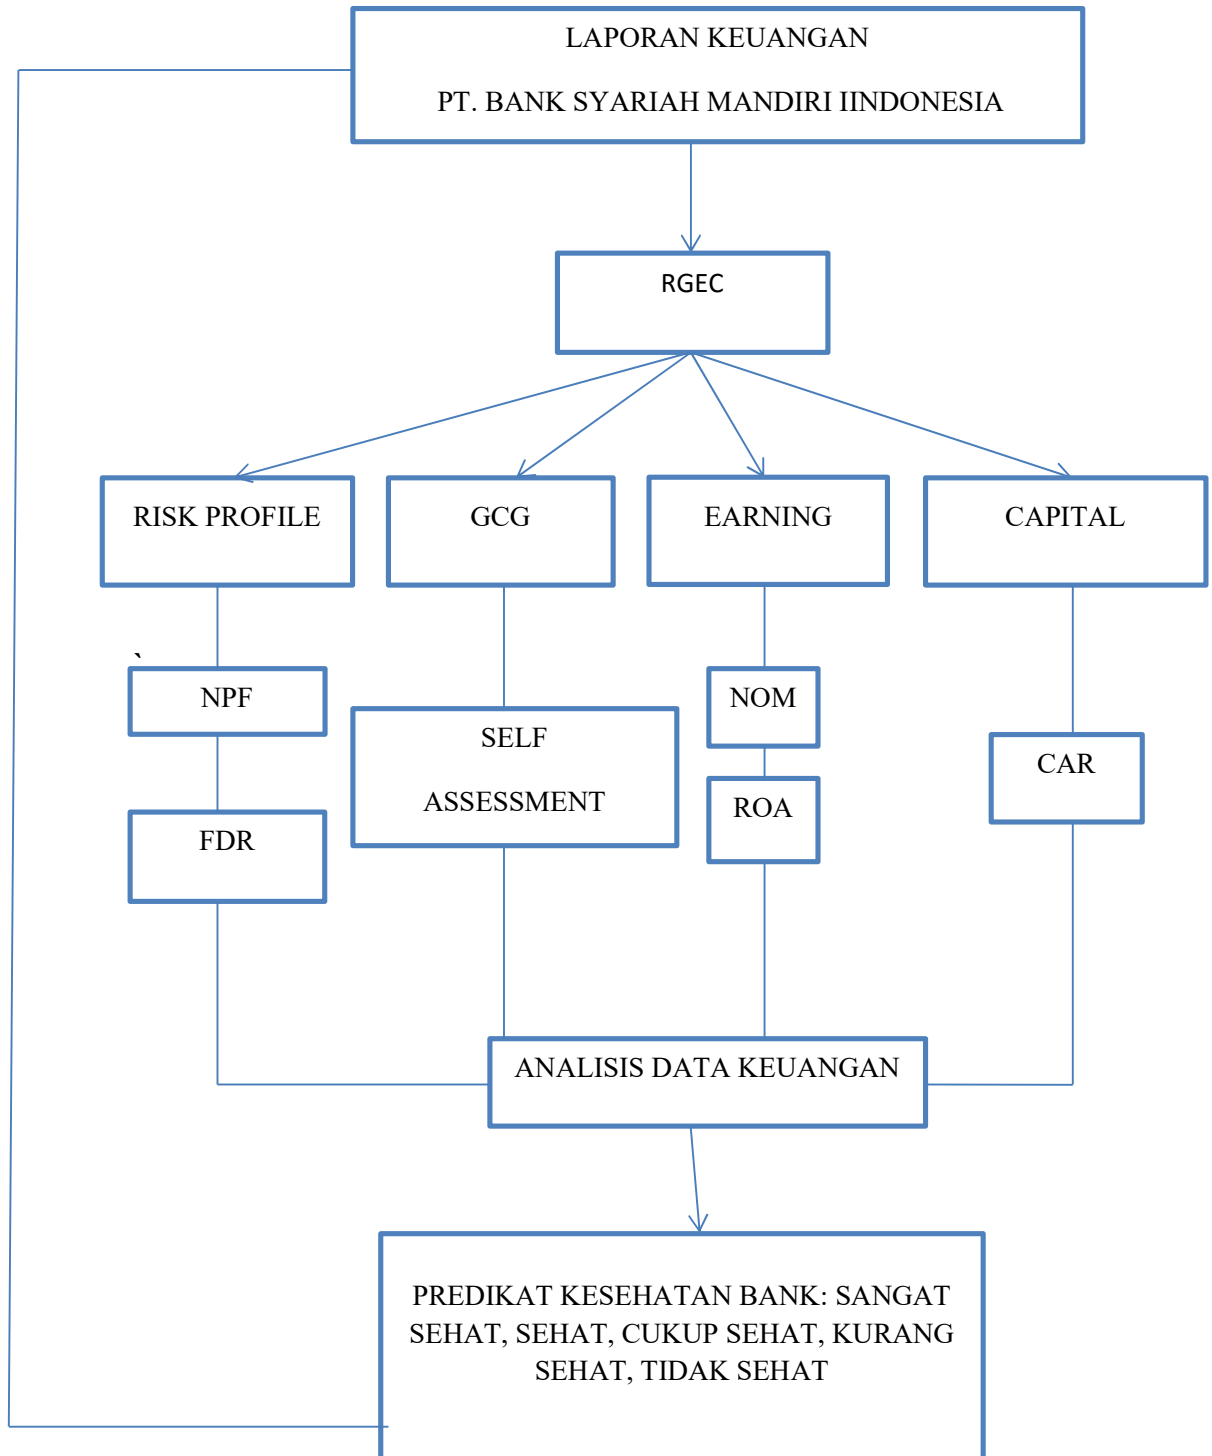 LAPORAN KEUANGAN
PT. BANK SYARIAH MANDIRI IINDONESIA
RGEC
RISK PROFILE
GCG
EARNING
CAPITAL
`
NPF
NOM
SELF
ASSESSMENT
CAR
ROA
FDR
ANALISIS DATA KEUANGAN
PREDIKAT KESEHATAN BANK: SANGAT
SEHAT, SEHAT, CUKUP SEHAT, KURANG
SEHAT, TIDAK SEHAT